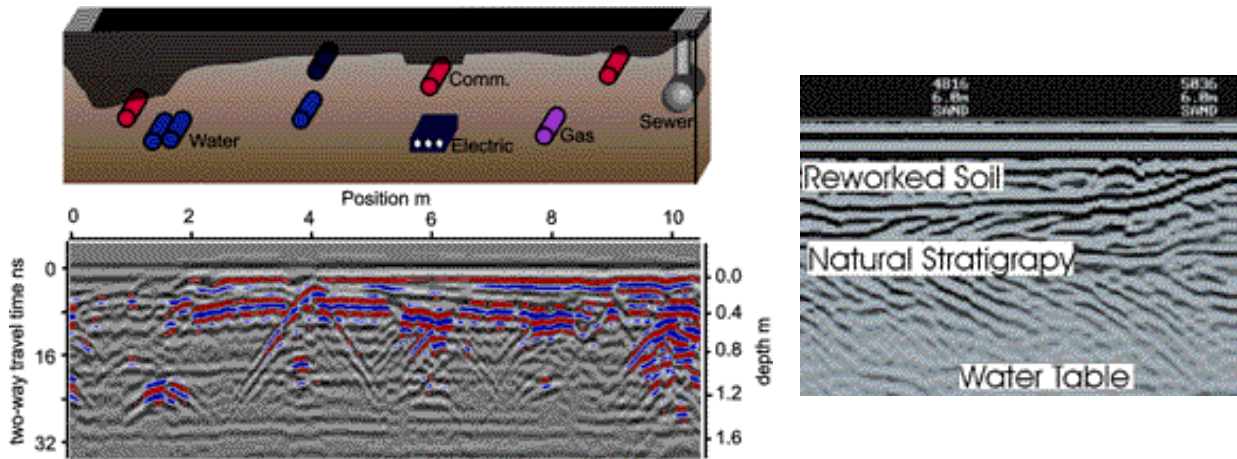 Comm.
Water
Electric
Gas
Sewer
Position m
0 2 4 6 8 10
two-way travel time ns
0
16
32
0.0
0.4
0.8
1.2
1.6
depth m
4816 5036
6.0m 6.0m
SAND SAND
Reworked Soil
Natural Stratigrapy
Water Table